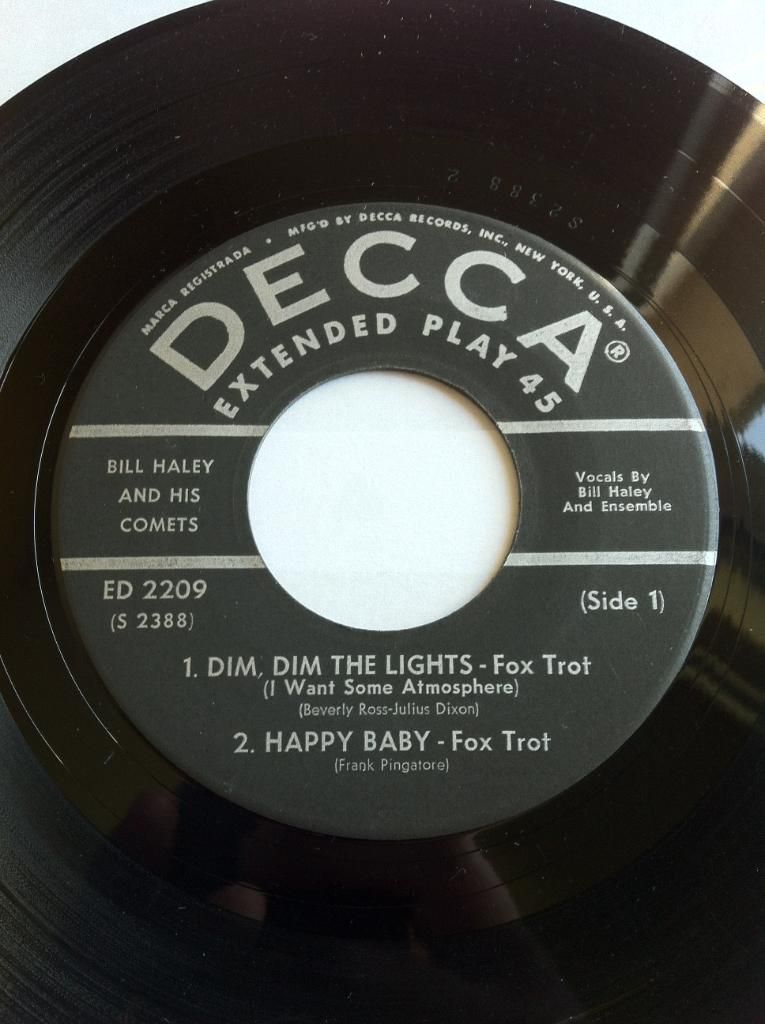 MARCA REGISTRADA • MFG'D BY DECCA RECORDS, INC., NEW YORK, U.S.A.
DECCA®
EXTENDED PLAY 45
BILL HALEY
AND HIS
COMETS
Vocals By
Bill Haley
And Ensemble
ED 2209
(S 2388)
(Side 1)
1. DIM, DIM THE LIGHTS - Fox Trot
(I Want Some Atmosphere)
(Beverly Ross-Julius Dixon)
2. HAPPY BABY - Fox Trot
(Frank Pingatore)
S 2388 2